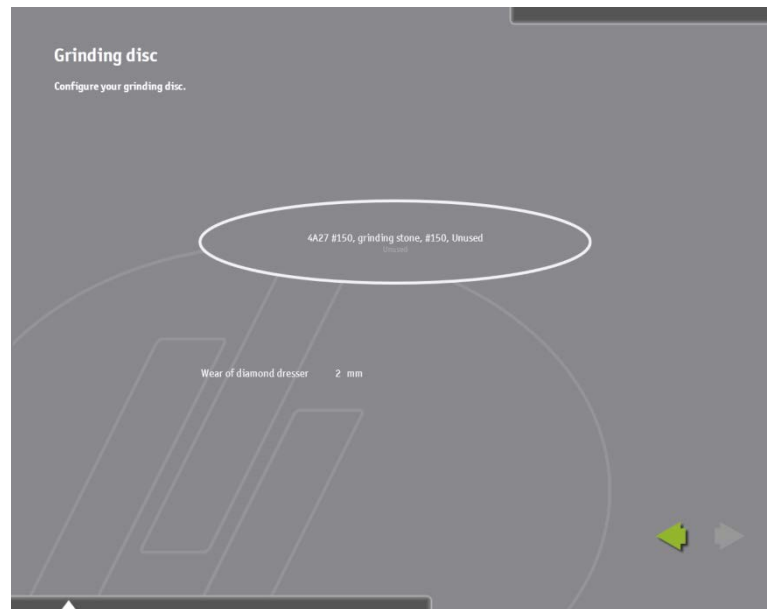 Grinding disc
Configure your grinding disc.
4A27 #150, grinding stone, #150, Unused
Unused
Wear of diamond dresser 2 mm